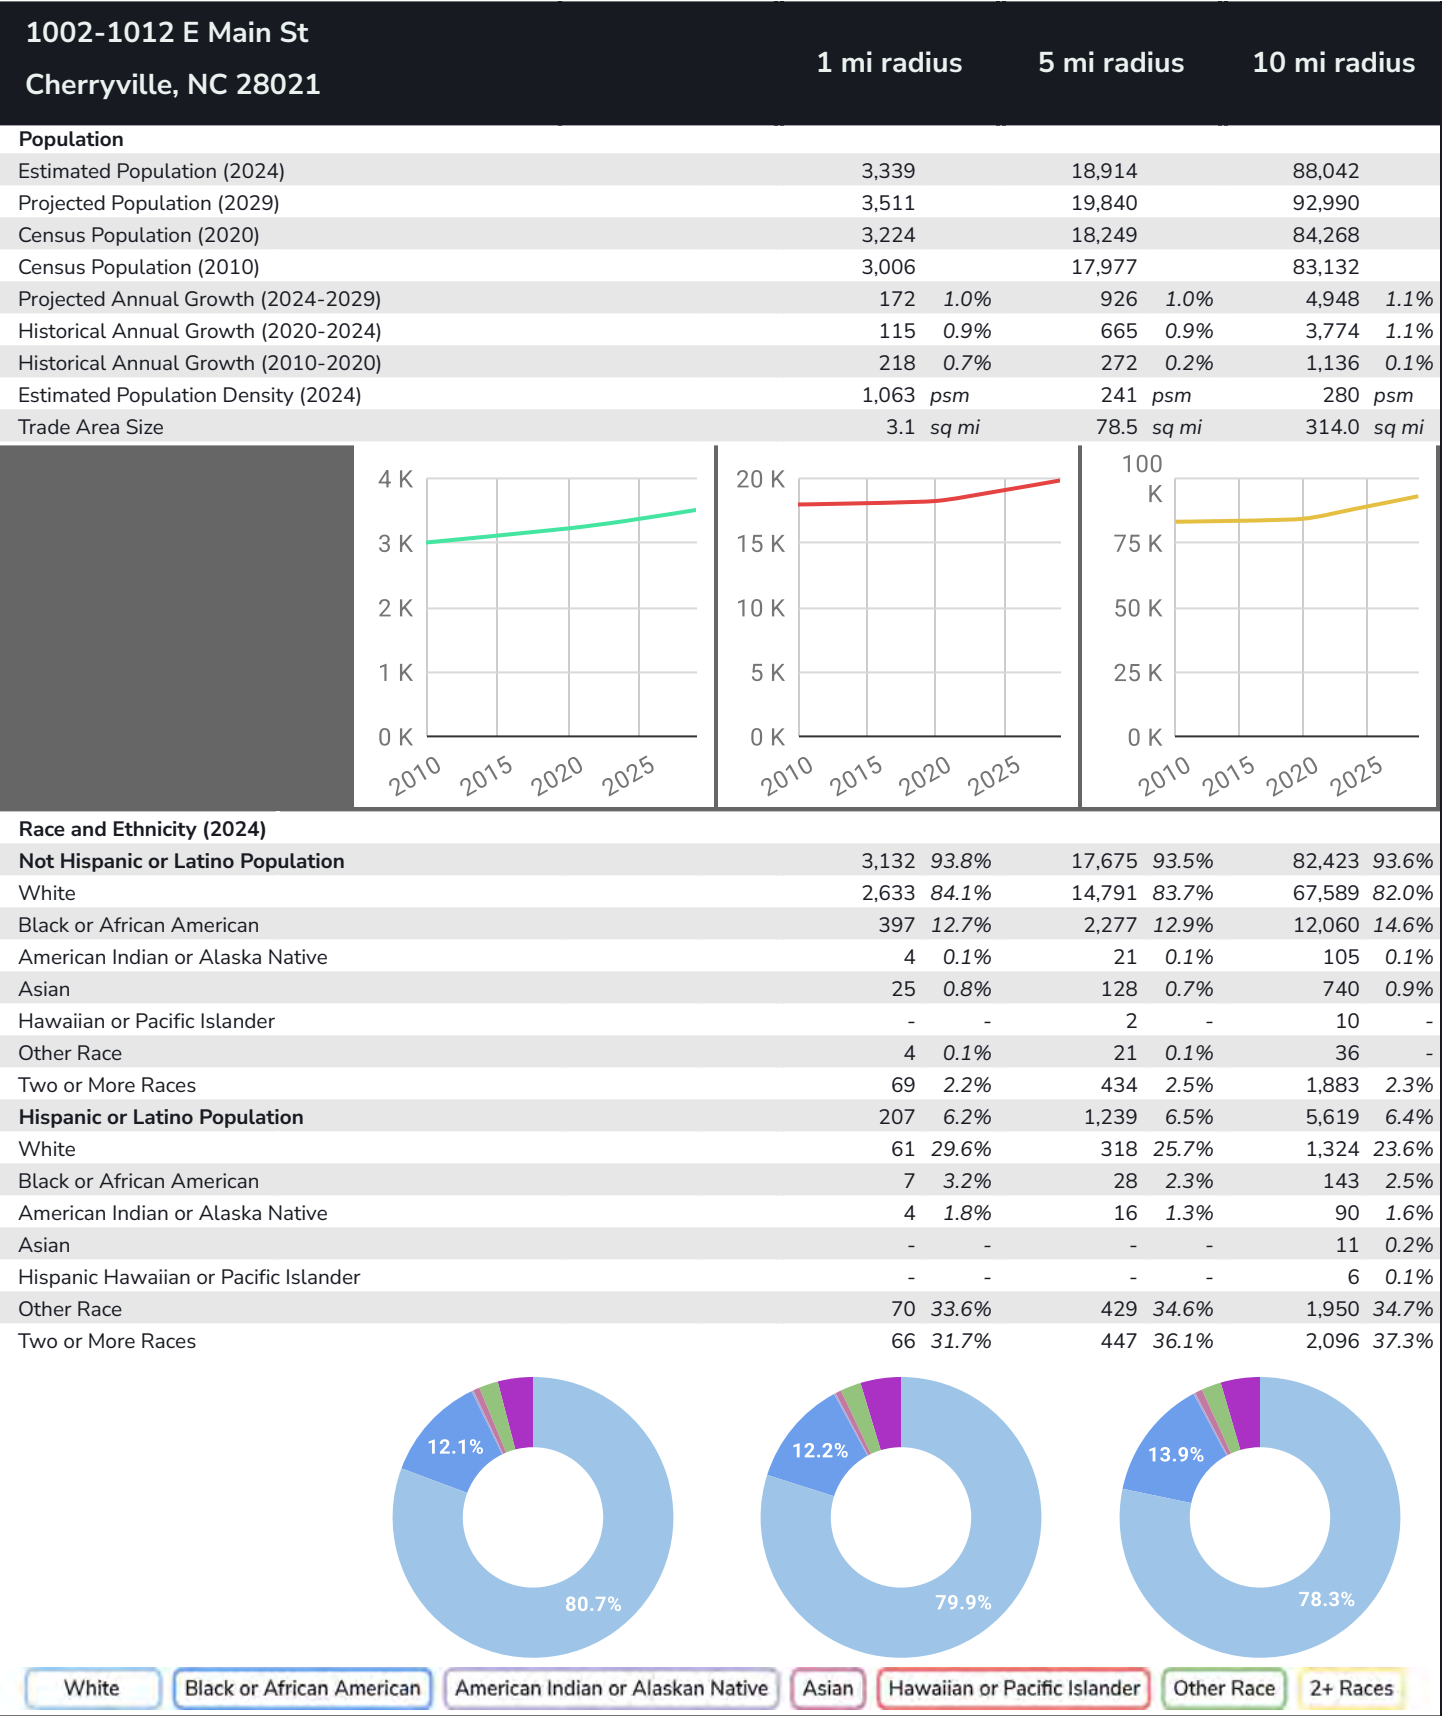 1002-1012 E Main St
Cherryville, NC 28021
1 mi radius 5 mi radius 10 mi radius
Population
Estimated Population (2024) 3,339 18,914 88,042
Projected Population (2029) 3,511 19,840 92,990
Census Population (2020) 3,224 18,249 84,268
Census Population (2010) 3,006 17,977 83,132
Projected Annual Growth (2024-2029) 172 1.0% 926 1.0% 4,948 1.1%
Historical Annual Growth (2020-2024) 115 0.9% 665 0.9% 3,774 1.1%
Historical Annual Growth (2010-2020) 218 0.7% 272 0.2% 1,136 0.1%
Estimated Population Density (2024) 1,063 psm 241 psm 280 psm
Trade Area Size 3.1 sq mi 78.5 sq mi 314.0 sq mi
4 K
3 K
2 K
1 K
0 K
2010 2015 2020 2025
20 K
15 K
10 K
5 K
0 K
2010 2015 2020 2025
100
K
75 K
50 K
25 K
0 K
2010 2015 2020 2025
Race and Ethnicity (2024)
Not Hispanic or Latino Population 3,132 93.8% 17,675 93.5% 82,423 93.6%
White 2,633 84.1% 14,791 83.7% 67,589 82.0%
Black or African American 397 12.7% 2,277 12.9% 12,060 14.6%
American Indian or Alaska Native 4 0.1% 21 0.1% 105 0.1%
Asian 25 0.8% 128 0.7% 740 0.9%
Hawaiian or Pacific Islander - - 2 - 10 -
Other Race 4 0.1% 21 0.1% 36 -
Two or More Races 69 2.2% 434 2.5% 1,883 2.3%
Hispanic or Latino Population 207 6.2% 1,239 6.5% 5,619 6.4%
White 61 29.6% 318 25.7% 1,324 23.6%
Black or African American 7 3.2% 28 2.3% 143 2.5%
American Indian or Alaska Native 4 1.8% 16 1.3% 90 1.6%
Asian - - - - 11 0.2%
Hispanic Hawaiian or Pacific Islander - - - - 6 0.1%
Other Race 70 33.6% 429 34.6% 1,950 34.7%
Two or More Races 66 31.7% 447 36.1% 2,096 37.3%
12.1% 12.2% 13.9%
80.7% 79.9% 78.3%
White Black or African American American Indian or Alaskan Native Asian Hawaiian or Pacific Islander Other Race 2+ Races